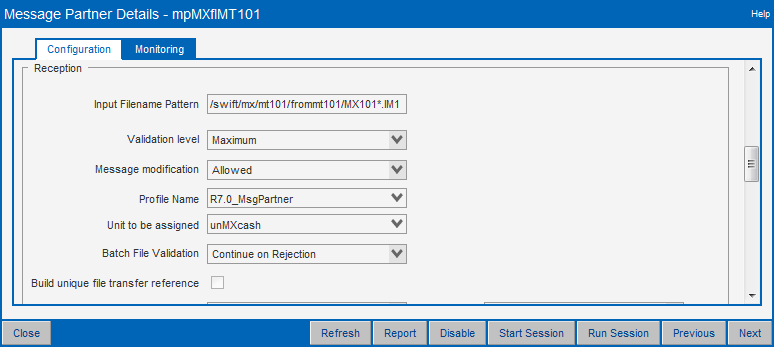 Message Partner Details - mpMXflMT101 Help
Configuration Monitoring
Reception
Input Filename Pattern /swift/mx/mt101/frommt101/MX101*.IM1
Validation level Maximum
Message modification Allowed
Profile Name R7.0_MsgPartner
Unit to be assigned unMXcash
Batch File Validation Continue on Rejection
Build unique file transfer reference
Close Refresh Report Disable Start Session Run Session Previous Next